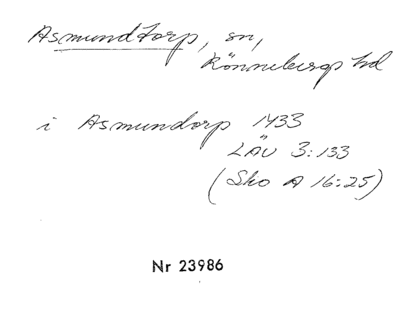 Asmundtorp, sn,
Rönnebergs hd
i Asmundorp 1433
LÄU 3:133
(Sko A 16:25)
Nr 23986